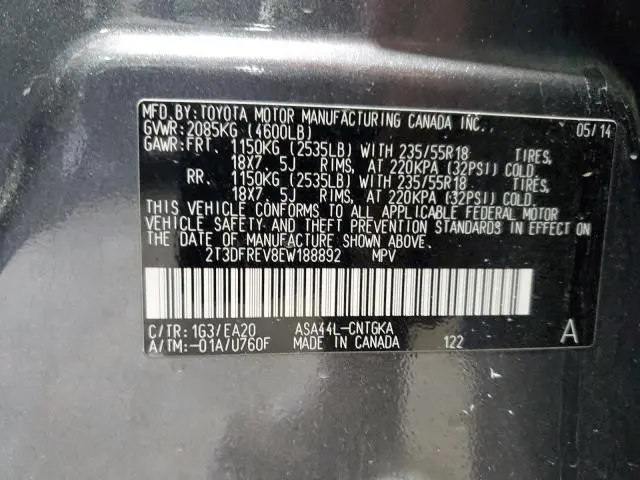 MFD.BY:TOYOTA MOTOR MANUFACTURING CANADA INC. 05/14
GVWR:2085KG (4600LB)
GAWR:FRT. 1150KG (2535LB) WITH 235/55R18 TIRES,
18X7.5J RIMS, AT 220KPA (32PSI) COLD.
RR. 1150KG (2535LB) WITH 235/55R18 TIRES,
18X7.5J RIMS, AT 220KPA (32PSI) COLD.
THIS VEHICLE CONFORMS TO ALL APPLICABLE FEDERAL MOTOR
VEHICLE SAFETY AND THEFT PREVENTION STANDARDS IN EFFECT ON
THE DATE OF MANUFACTURE SHOWN ABOVE.
2T3DFREV8EW188892 MPV
C/TR:1G3/EA20 ASA44L-CNTGKA A
A/TM:-01A/U760F MADE IN CANADA 122